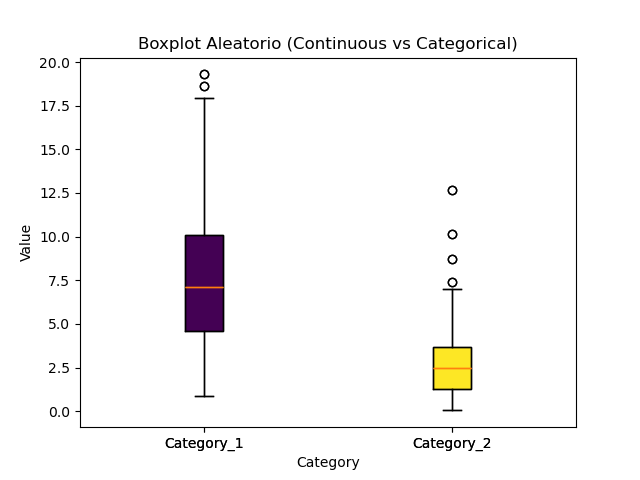 Boxplot Aleatorio (Continuous vs Categorical)
20.0
17.5
15.0
12.5
10.0
7.5
5.0
2.5
0.0
Value
Category_1
Category_2
Category